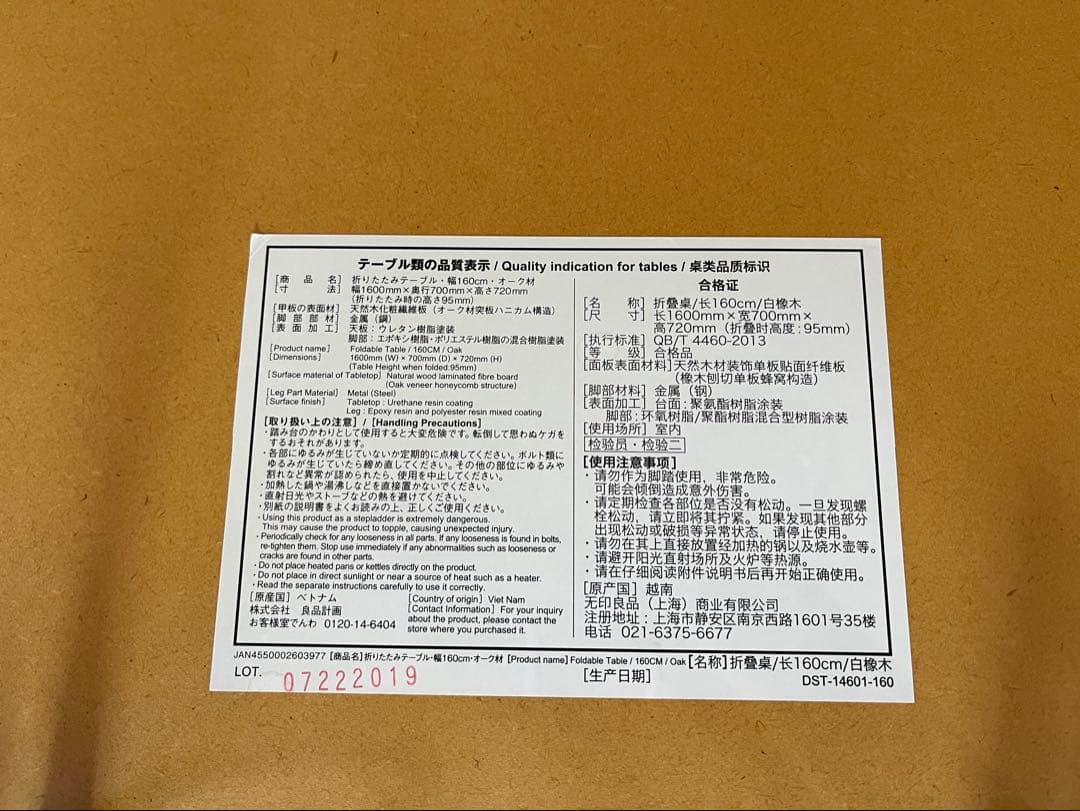 テーブル類の品質表示 / Quality indication for tables / 桌类品质标识
[商品名] 折りたたみテーブル・幅160cm・オーク材
[寸法] 幅1600mm×奥行700mm×高さ720mm
(折りたたみ時の高さ95mm)
[甲板の表面材] 天然木化粧繊維板(オーク材突板ハニカム構造)
[脚部部材] 金属(鋼)
[表面加工] 天板:ウレタン樹脂塗装
脚部:エポキシ樹脂・ポリエステル樹脂の混合樹脂塗装
[Product name] Foldable Table / 160CM / Oak
[Dimensions] 1600mm (W) × 700mm (D) × 720mm (H)
(Table Height when folded:95mm)
[Surface material of Tabletop] Natural wood laminated fibre board
(Oak veneer honeycomb structure)
[Leg Part Material] Metal (Steel)
[Surface finish] Tabletop : Urethane resin coating
Leg : Epoxy resin and polyester resin mixed coating
[取り扱い上の注意] / [Handling Precautions]
・踏み台のかわりとして使用すると大変危険です。転倒して思わぬケガを
するおそれがあります。
・各部にゆるみが生じていないか定期的に点検してください。ボルト類に
ゆるみが生じていたら締め直してください。その他の部位にゆるみや
割れなど異常が認められたら、使用を中止してください。
・加熱した鍋や湯沸しなどを直接置かないでください。
・直射日光やストーブなどの熱を避けてください。
・別紙の説明書をよくお読みの上、正しくご使用ください。
・Using this product as a stepladder is extremely dangerous.
This may cause the product to topple, causing unexpected injury.
・Periodically check for any looseness in all parts. If any looseness is found in bolts,
re-tighten them. Stop use immediately if any abnormalities such as looseness or
cracks are found in other parts.
・Do not place heated pans or kettles directly on the product.
・Do not place in direct sunlight or near a source of heat such as a heater.
・Read the separate instructions carefully to use it correctly.
[原産国] ベトナム
株式会社 良品計画
お客様室でんわ 0120-14-6404
[Country of origin] Viet Nam
[Contact Information] For your inquiry
about the product, please contact the
store where you purchased it.
合格证
[名称] 折叠桌/长160cm/白橡木
[尺寸] 长1600mm×宽700mm×
高720mm(折叠时高度:95mm)
[执行标准] QB/T 4460-2013
[等级] 合格品
[面板表面材料] 天然木材装饰单板贴面纤维板
(橡木刨切单板蜂窝构造)
[脚部材料] 金属(钢)
[表面加工] 台面:聚氨酯树脂涂装
脚部:环氧树脂/聚酯树脂混合型树脂涂装
[使用场所] 室内
[检验员・检验二]
[使用注意事项]
・请勿作为脚踏使用,非常危险。
可能会倾倒造成意外伤害。
・请定期检查各部位是否没有松动。一旦发现螺
栓松动,请立即将其拧紧。如果发现其他部分
出现松动或破损等异常状态,请停止使用。
・请勿在其上直接放置经加热的锅以及烧水壶等。
・请避开阳光直射场所及火炉等热源。
・请在仔细阅读附件说明书后再开始正确使用。
[原产国] 越南
无印良品(上海)商业有限公司
注册地址:上海市静安区南京西路1601号35楼
电话 021-6375-6677
JAN4550002603977 [商品名]折りたたみテーブル・幅160cm・オーク材 [Product name] Foldable Table / 160CM / Oak [名称]折叠桌/长160cm/白橡木
LOT. 07222019 [生产日期] DST-14601-160